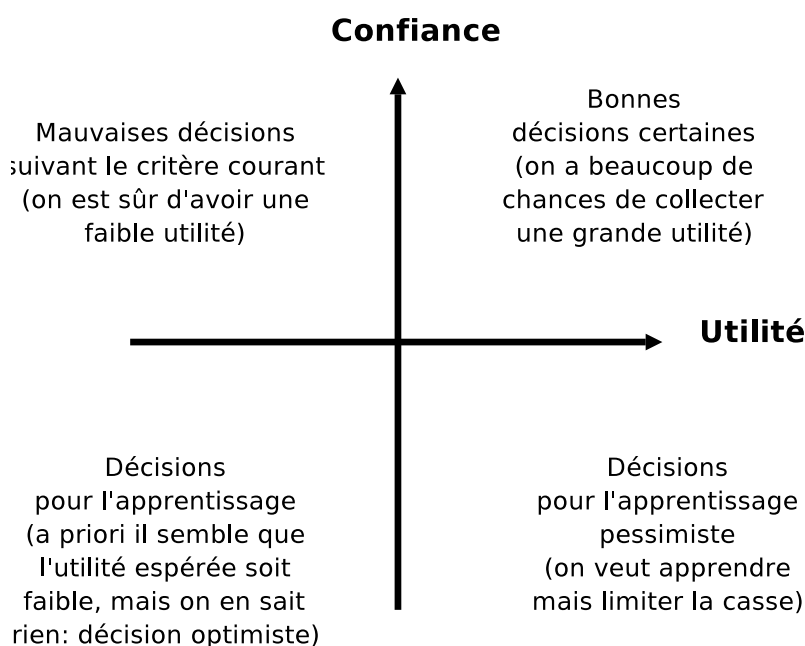 Confiance
Mauvaises décisions
suivant le critère courant
(on est sûr d'avoir une
faible utilité)
Bonnes
décisions certaines
(on a beaucoup de
chances de collecter
une grande utilité)
Utilité
Décisions
pour l'apprentissage
(a priori il semble que
l'utilité espérée soit
faible, mais on en sait
rien: décision optimiste)
Décisions
pour l'apprentissage
pessimiste
(on veut apprendre
mais limiter la casse)